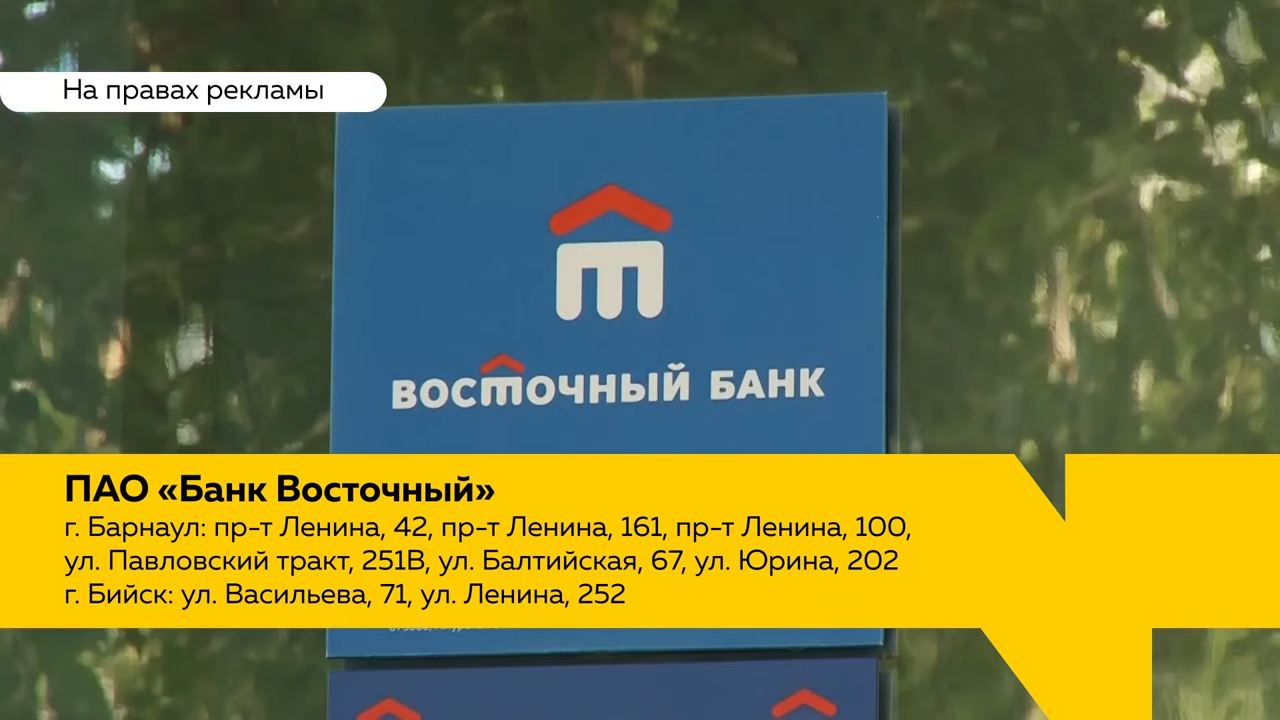 На правах рекламы
ВОСТОЧНЫЙ БАНК
ПАО «Банк Восточный»
г. Барнаул: пр-т Ленина, 42, пр-т Ленина, 161, пр-т Ленина, 100,
ул. Павловский тракт, 251В, ул. Балтийская, 67, ул. Юрина, 202
г. Бийск: ул. Васильева, 71, ул. Ленина, 252